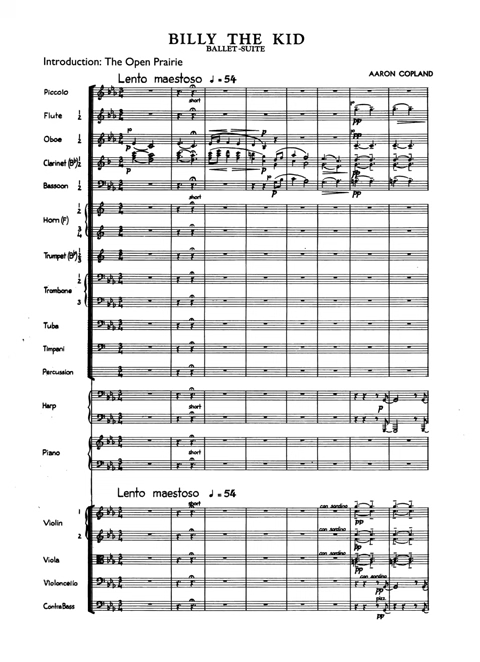 BILLY THE KID
BALLET-SUITE
Introduction: The Open Prairie
AARON COPLAND
Lento maestoso ♩ = 54
Piccolo
short
Flute 1/2
pp
Oboe 1/2
p p
Clarinet (B♭) 1/2
p p
Bassoon 1/2
p
Horn (F) 1/2
3/4
Trumpet (B♭) 1/3
Trombone 1/2
3
Tuba
Timpani
Percussion
Harp
short
p
Piano
short
Lento maestoso ♩ = 54
short
con sordino
Violin 1
pp
con sordino
2
pp
con sordino
Viola
pp
con sordino
Violoncello
pp
pizz.
ContraBass
pp